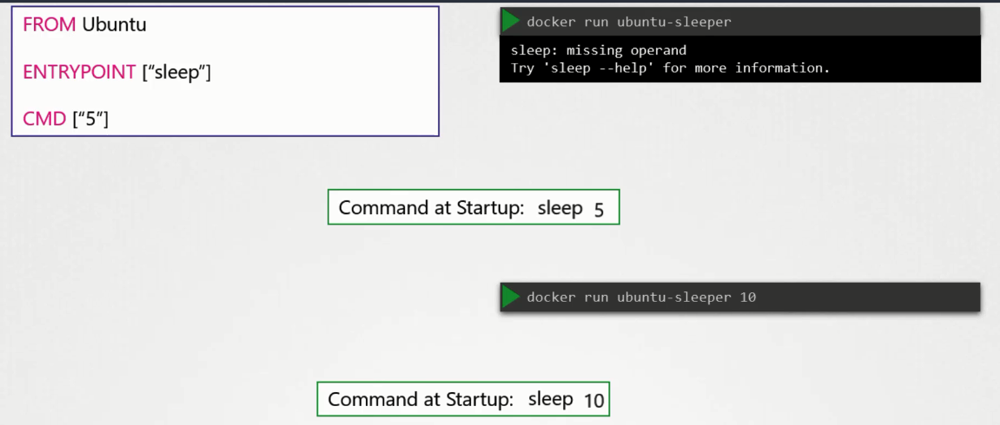 FROM Ubuntu
ENTRYPOINT [“sleep”]
CMD [“5”]
docker run ubuntu-sleeper
sleep: missing operand
Try 'sleep --help' for more information.
Command at Startup: sleep 5
docker run ubuntu-sleeper 10
Command at Startup: sleep 10